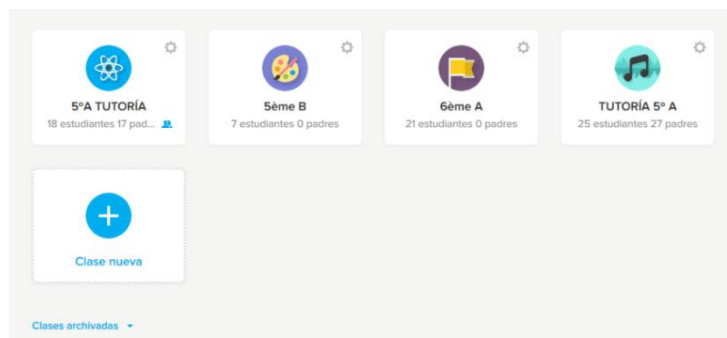 5ºA TUTORÍA
18 estudiantes 17 pad...
5ème B
7 estudiantes 0 padres
6ème A
21 estudiantes 0 padres
TUTORÍA 5º A
25 estudiantes 27 padres
Clase nueva
Clases archivadas